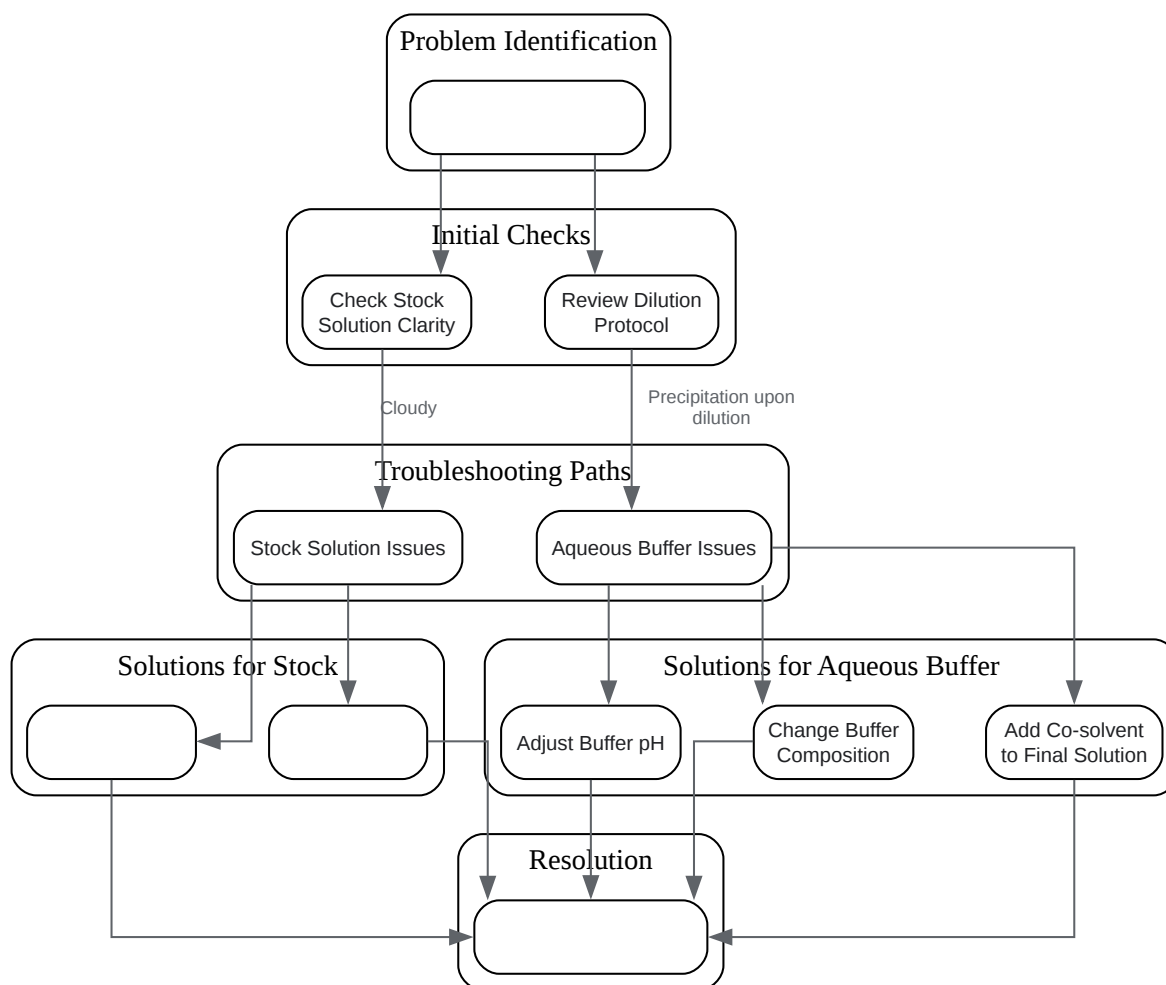 Problem Identification
Initial Checks
Check Stock
Solution Clarity
Review Dilution
Protocol
Cloudy
Precipitation upon
dilution
Troubleshooting Paths
Stock Solution Issues
Aqueous Buffer Issues
Solutions for Stock
Solutions for Aqueous Buffer
Adjust Buffer pH
Change Buffer
Composition
Add Co-solvent
to Final Solution
Resolution